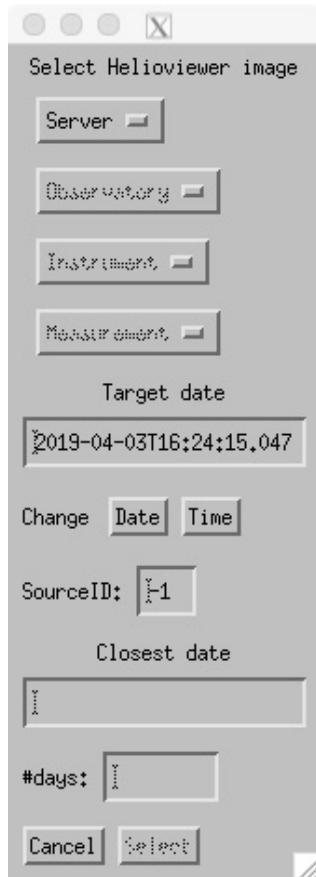 Select Helioviewer image
Server
Observatory
Instrument
Measurement
Target date
2019-04-03T16:24:15.047
Change Date Time
SourceID: -1
Closest date
#days:
Cancel Select